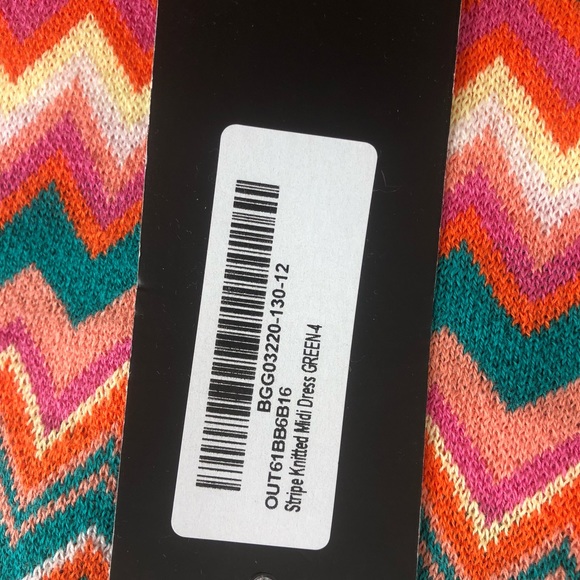 BGG03220-130-12
OUT61BB6B16
Stripe Knitted Midi Dress GREEN4